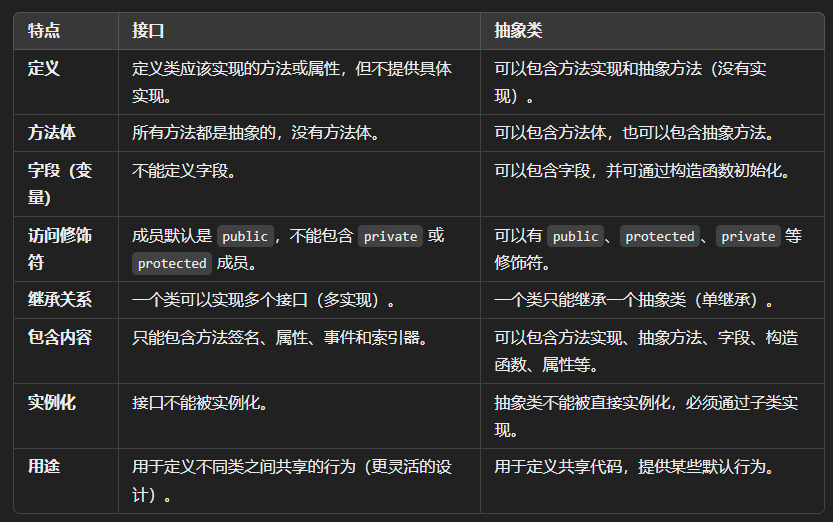 特点 接口 抽象类
定义 定义类应该实现的方法或属性，但不提供具体 可以包含方法实现和抽象方法（没有实
实现。 现）。
方法体 所有方法都是抽象的，没有方法体。 可以包含方法体，也可以包含抽象方法。
字段（变 不能定义字段。 可以包含字段，并可通过构造函数初始化。
量）
访问修饰 成员默认是 public，不能包含 private 或 可以有 public、protected、private 等
符 protected 成员。 修饰符。
继承关系 一个类可以实现多个接口（多实现）。 一个类只能继承一个抽象类（单继承）。
包含内容 只能包含方法签名、属性、事件和索引器。 可以包含方法实现、抽象方法、字段、构造
函数、属性等。
实例化 接口不能被实例化。 抽象类不能被直接实例化，必须通过子类实
现。
用途 用于定义不同类之间共享的行为（更灵活的设 用于定义共享代码，提供某些默认行为。
计）。